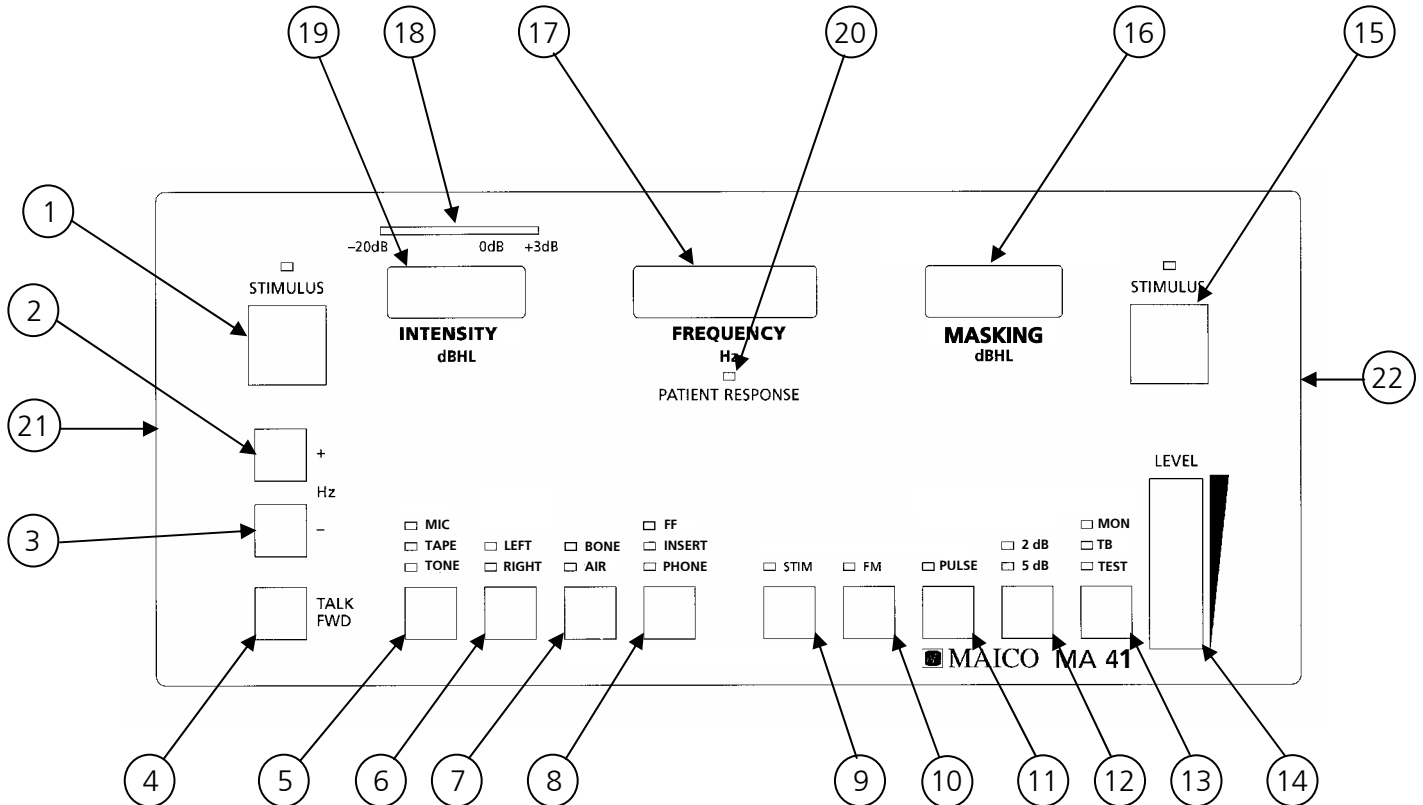 19
18
17
20
16
15
1
2
21
3
22
–20dB 0dB +3dB
STIMULUS
INTENSITY
dBHL
FREQUENCY
Hz
PATIENT RESPONSE
MASKING
dBHL
STIMULUS
+
Hz
–
TALK
FWD
MIC
TAPE
TONE
LEFT
RIGHT
BONE
AIR
FF
INSERT
PHONE
STIM
FM
PULSE
2 dB
5 dB
MON
TB
TEST
LEVEL
MAICO MA 41
4
5
6
7
8
9
10
11
12
13
14